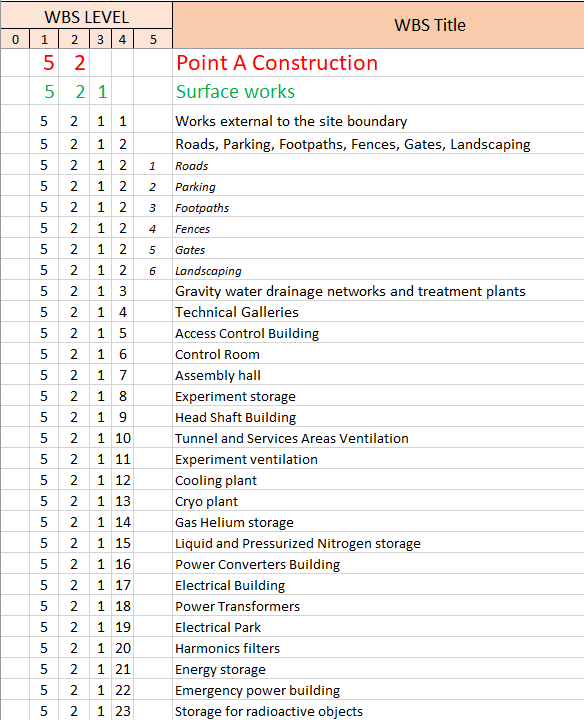 WBS LEVEL WBS Title
0 1 2 3 4 5
5 2 Point A Construction
5 2 1 Surface works
5 2 1 1 Works external to the site boundary
5 2 1 2 Roads, Parking, Footpaths, Fences, Gates, Landscaping
5 2 1 2 1 Roads
5 2 1 2 2 Parking
5 2 1 2 3 Footpaths
5 2 1 2 4 Fences
5 2 1 2 5 Gates
5 2 1 2 6 Landscaping
5 2 1 3 Gravity water drainage networks and treatment plants
5 2 1 4 Technical Galleries
5 2 1 5 Access Control Building
5 2 1 6 Control Room
5 2 1 7 Assembly hall
5 2 1 8 Experiment storage
5 2 1 9 Head Shaft Building
5 2 1 10 Tunnel and Services Areas Ventilation
5 2 1 11 Experiment ventilation
5 2 1 12 Cooling plant
5 2 1 13 Cryo plant
5 2 1 14 Gas Helium storage
5 2 1 15 Liquid and Pressurized Nitrogen storage
5 2 1 16 Power Converters Building
5 2 1 17 Electrical Building
5 2 1 18 Power Transformers
5 2 1 19 Electrical Park
5 2 1 20 Harmonics filters
5 2 1 21 Energy storage
5 2 1 22 Emergency power building
5 2 1 23 Storage for radioactive objects